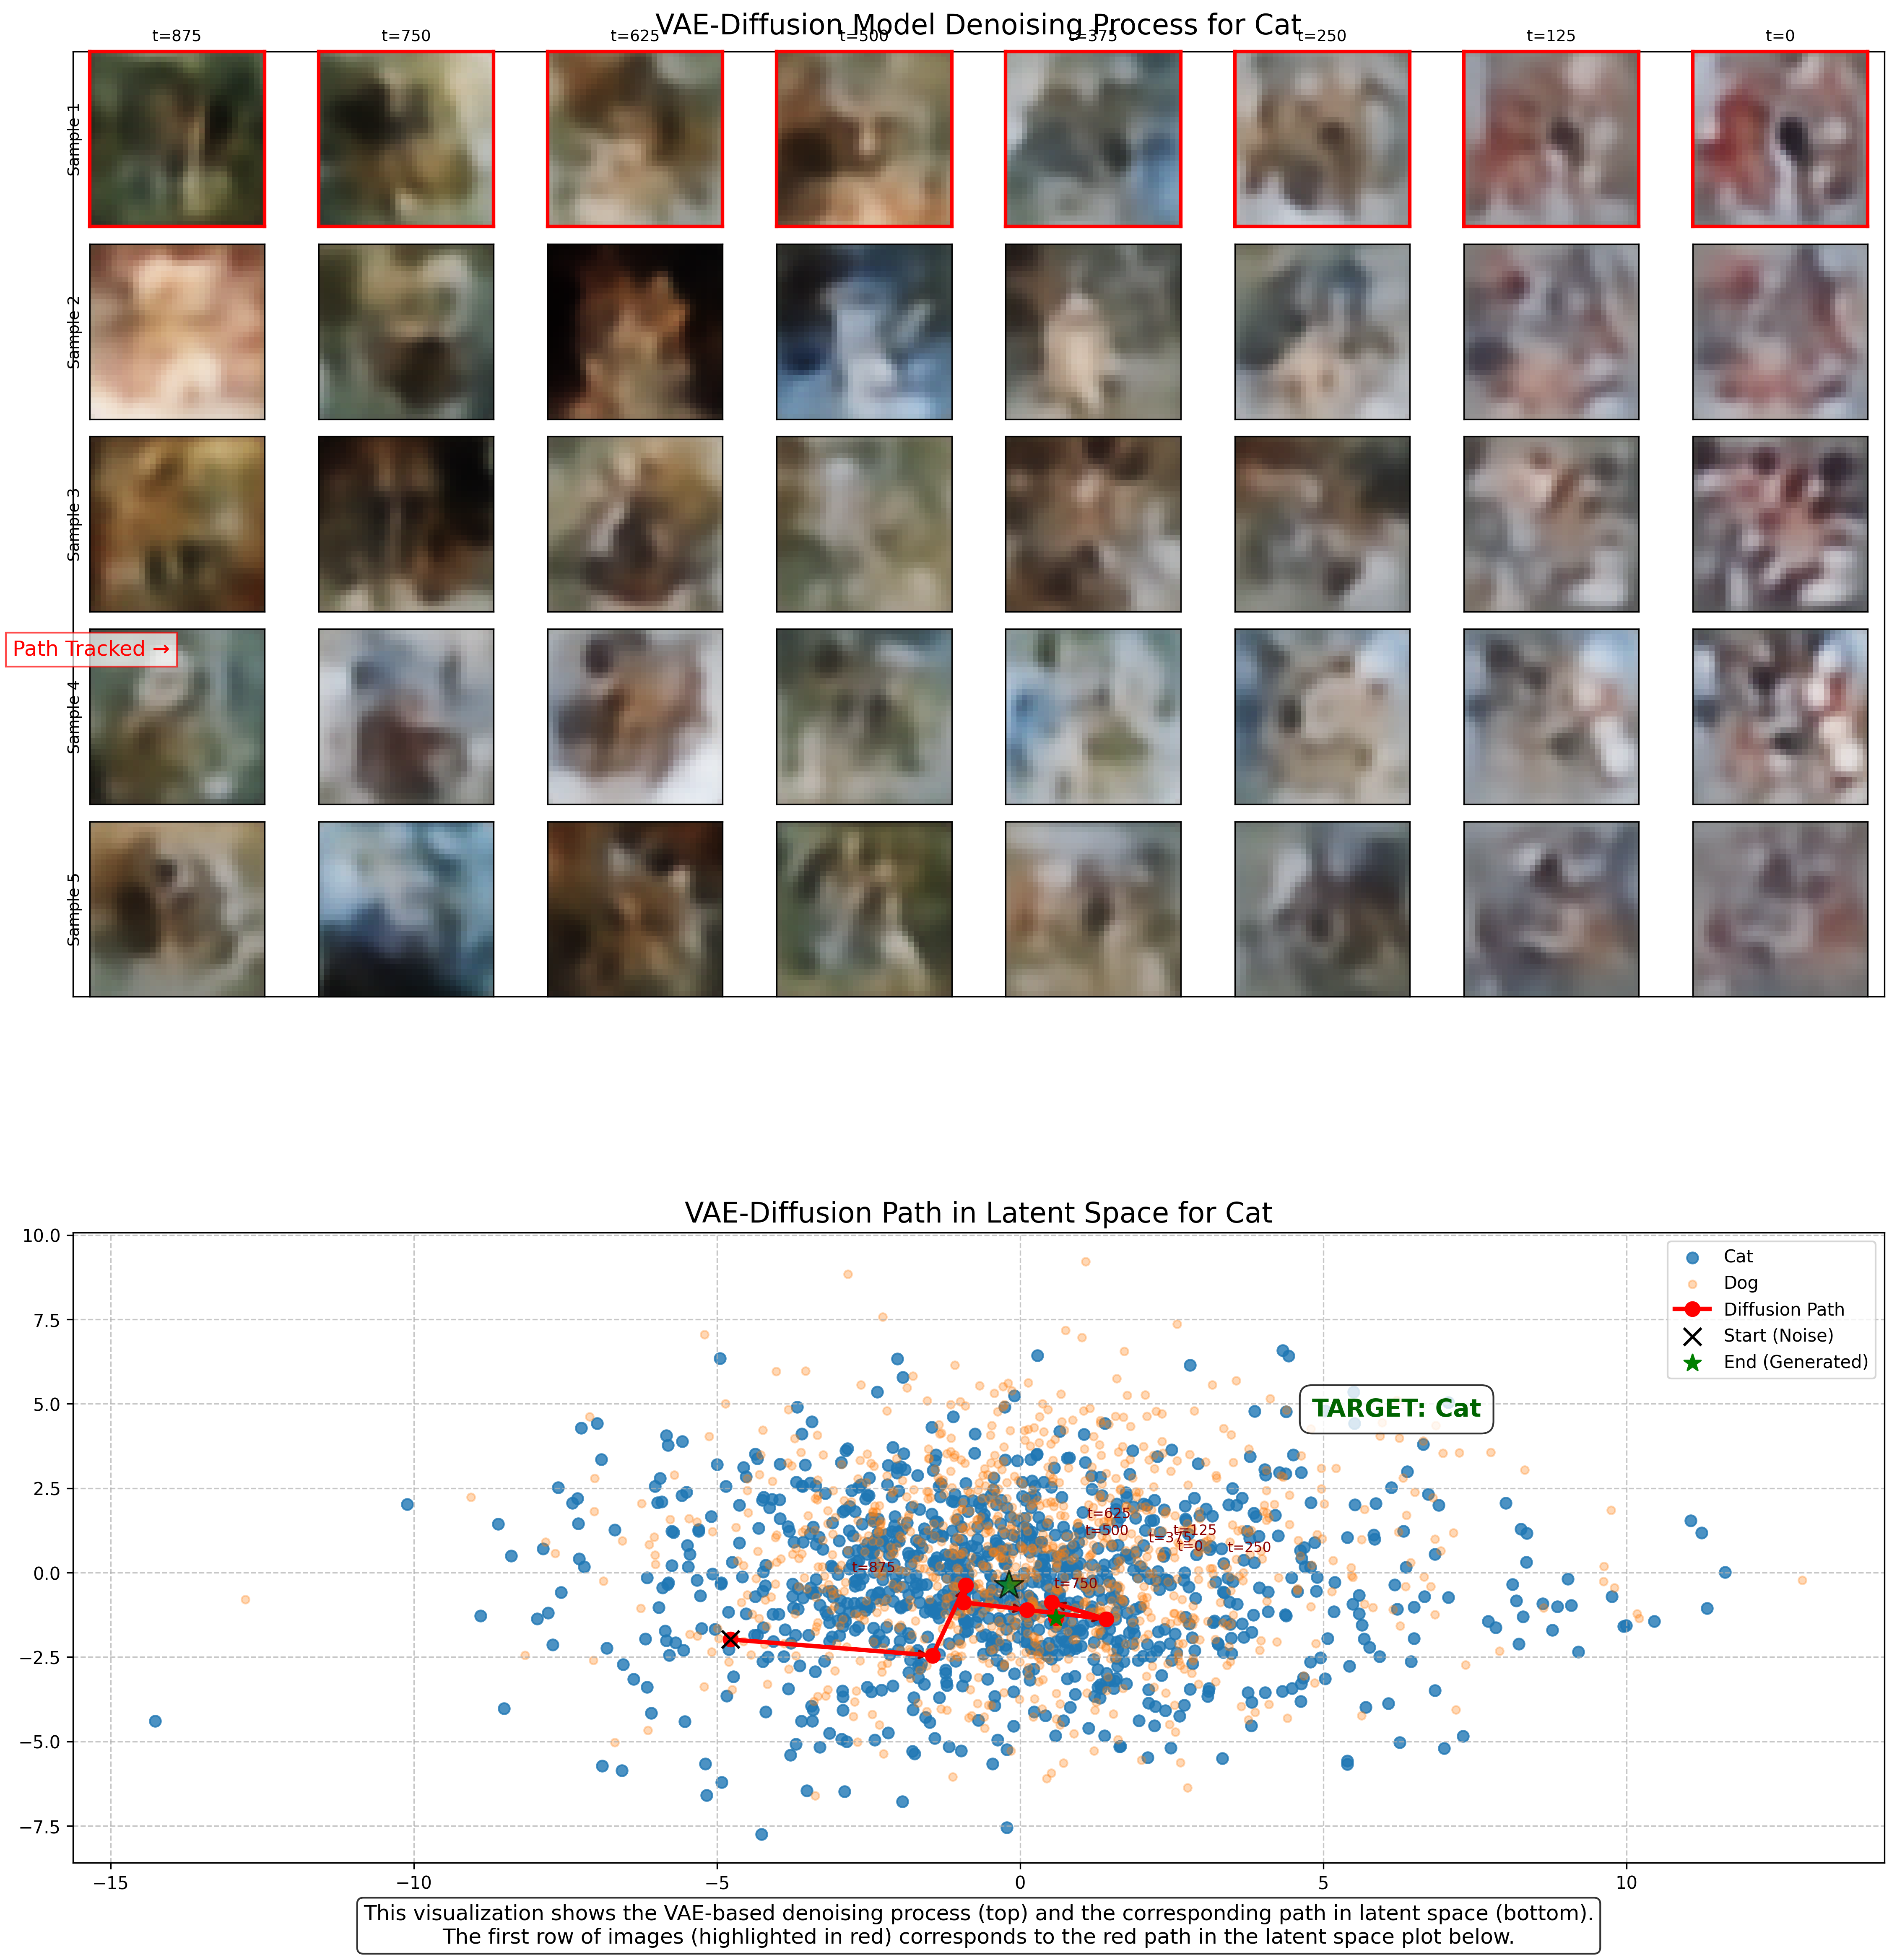 VAE-Diffusion Model Denoising Process for Cat
t=875 t=750 t=625 t=500 t=375 t=250 t=125 t=0
Sample 1
Sample 2
Sample 3
Path Tracked →
Sample 4
Sample 5
VAE-Diffusion Path in Latent Space for Cat
10.0
7.5
5.0
2.5
0.0
−2.5
−5.0
−7.5
Cat
Dog
Diffusion Path
Start (Noise)
End (Generated)
TARGET: Cat
t=625
t=500
t=125
t=375
t=0
t=250
t=875
t=750
−15 −10 −5 0 5 10
This visualization shows the VAE-based denoising process (top) and the corresponding path in latent space (bottom).
The first row of images (highlighted in red) corresponds to the red path in the latent space plot below.